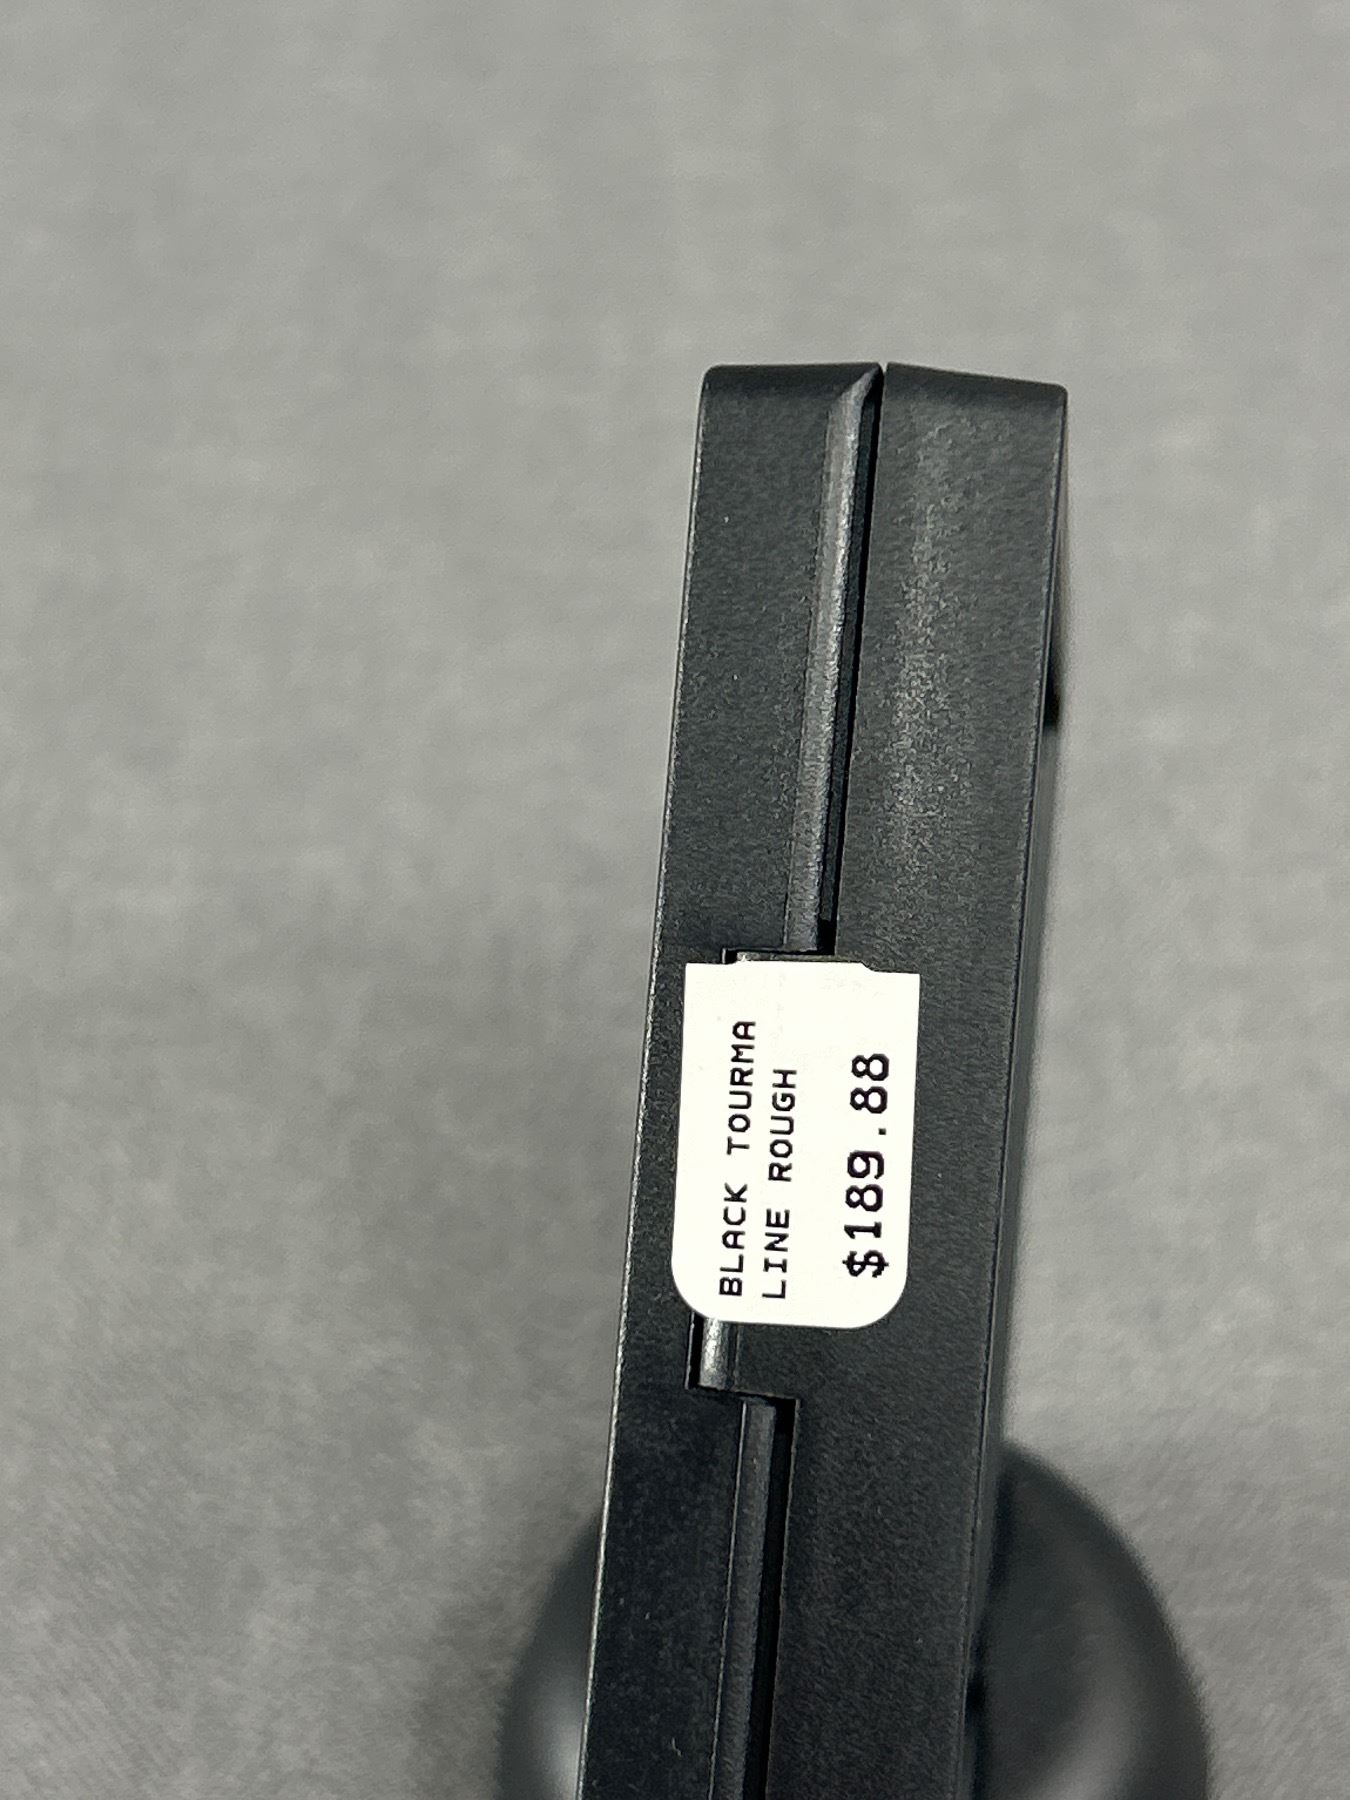 BLACK TOURMA
LINE ROUGH
$189.88